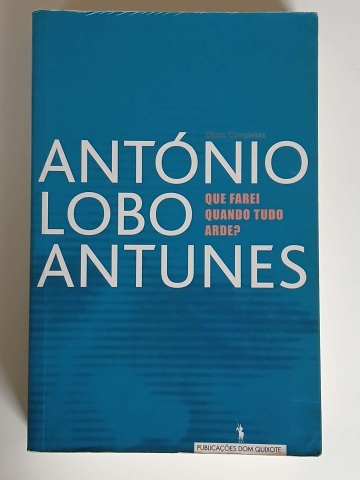 Obras Completas
ANTÓNIO
LOBO
ANTUNES
QUE FAREI
QUANDO TUDO
ARDE?
PUBLICAÇÕES DOM QUIXOTE